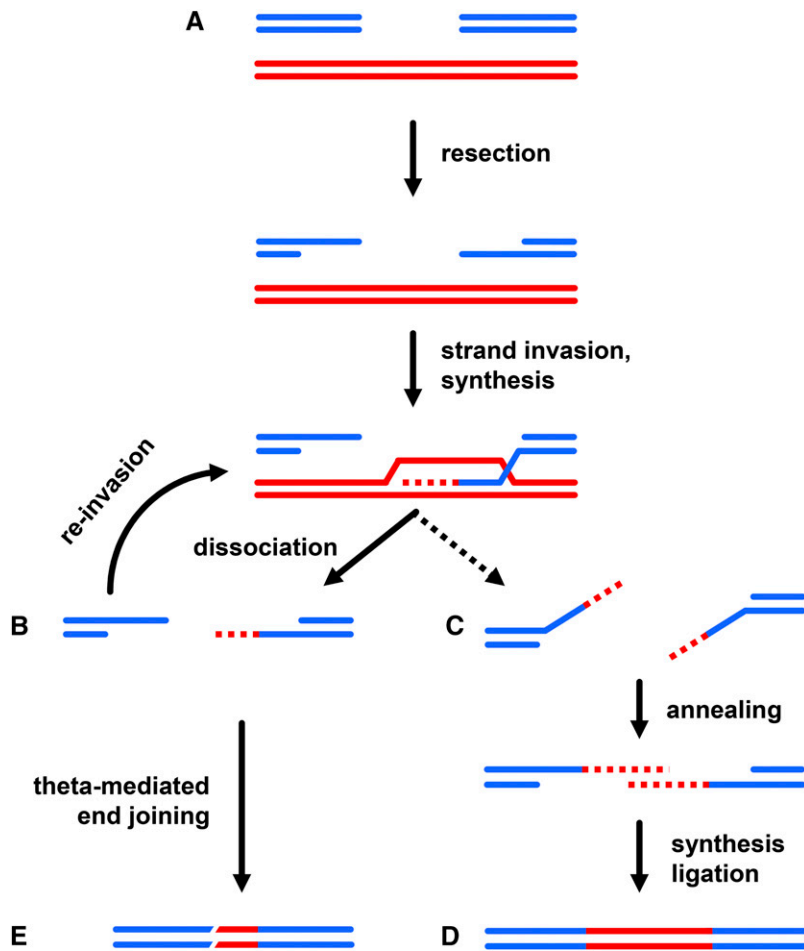 A
resection
strand invasion,
synthesis
re-invasion
dissociation
B
C
annealing
theta-mediated
end joining
synthesis
ligation
E
D